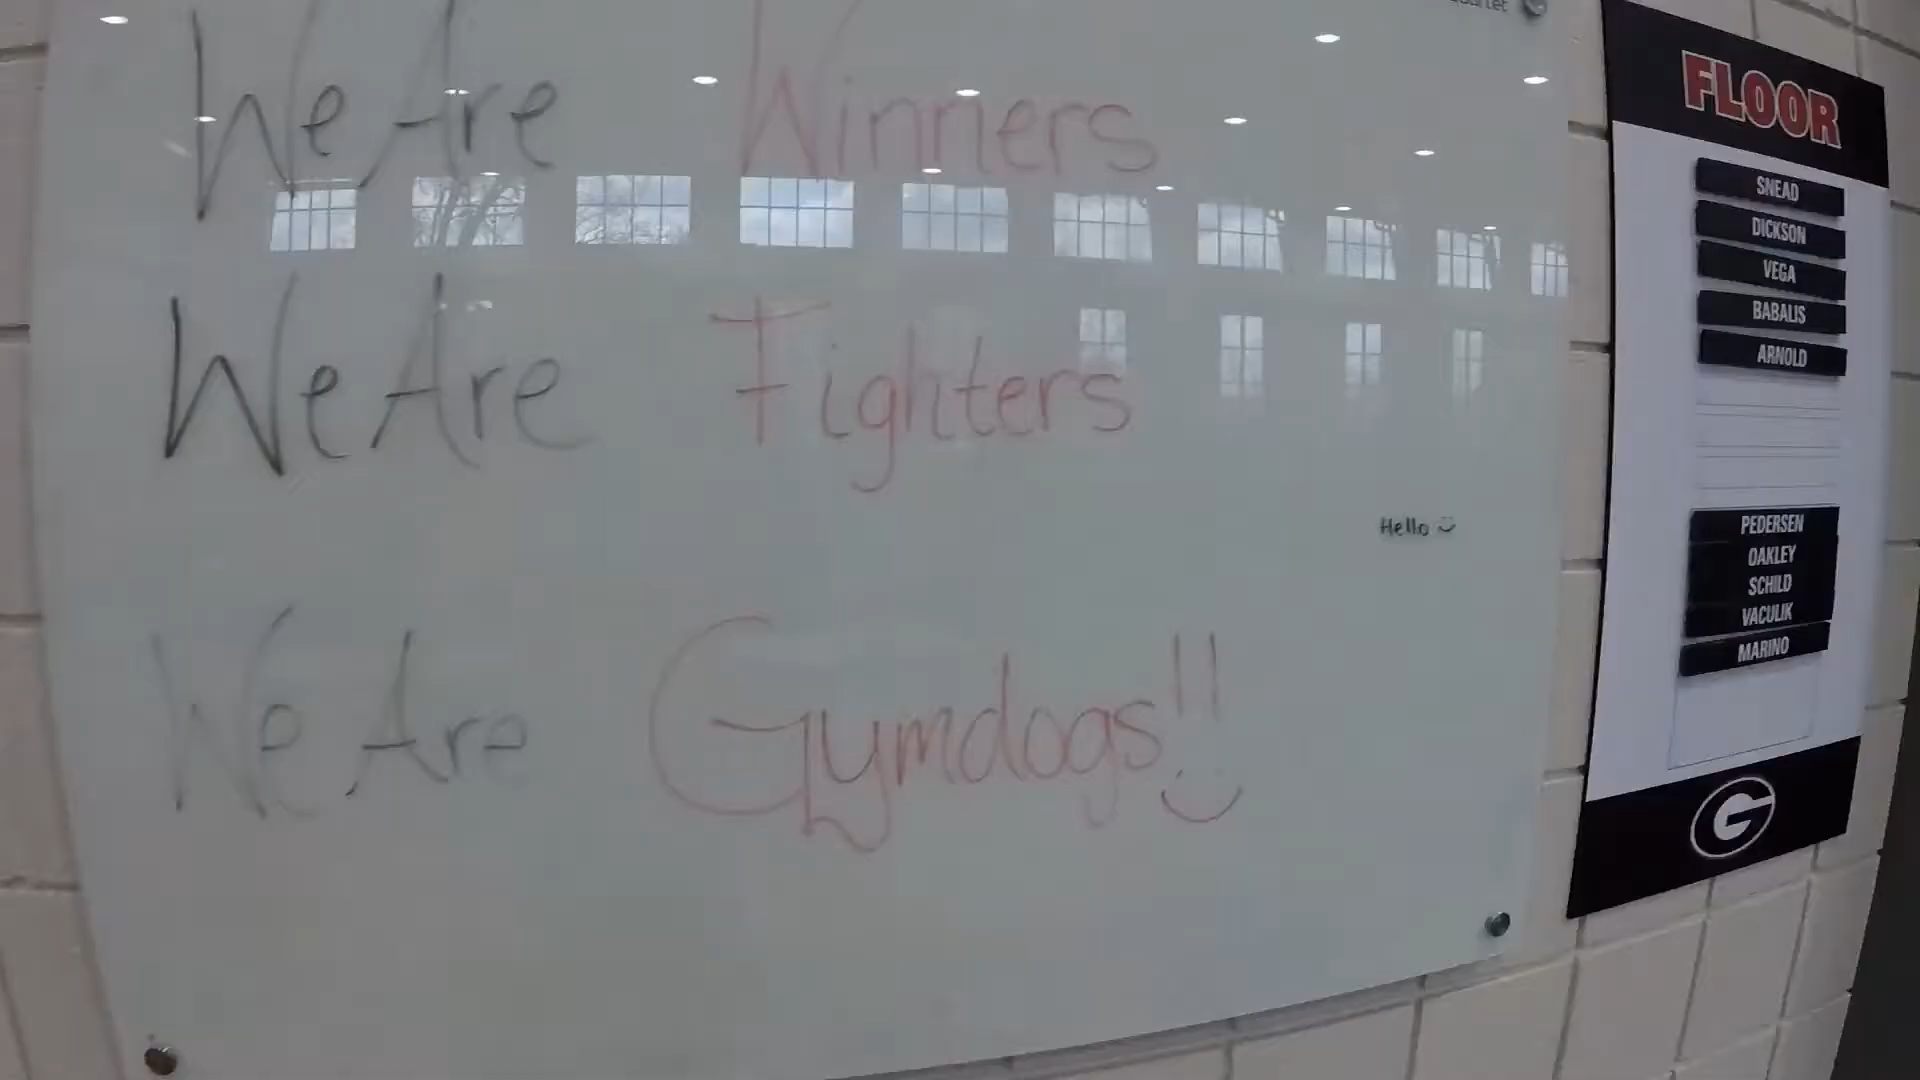 We Are Winners
We Are Fighters
Hello
We Are Gymdogs!!
FLOOR
SNEAD
DICKSON
VEGA
BABALIS
ARNOLD
PEDERSEN
OAKLEY
SCHILD
VACULIK
MARINO
G